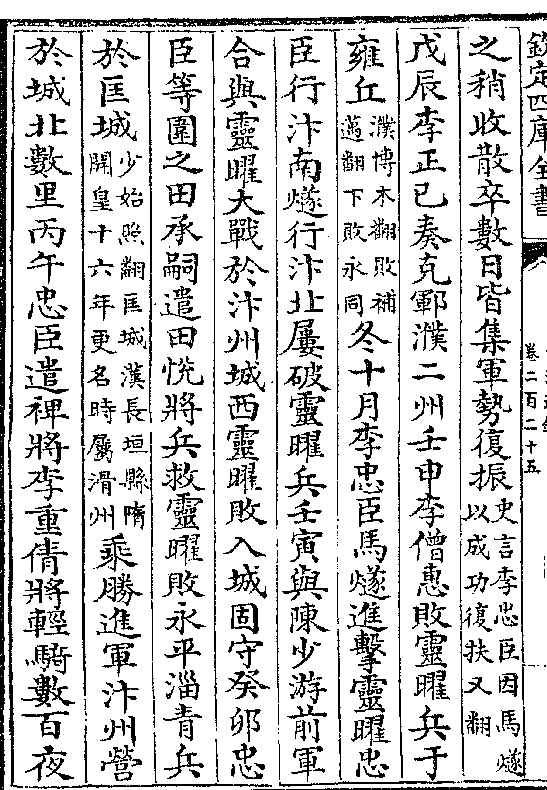 欽定四庫全書
卷二百二十五
之稍收散卒數日皆集軍勢復振史言李忠臣因馬燧以成功復扶又翻
戊辰李正已奏克鄆濮二州壬申李僧惠敗靈曜兵于
雍丘濮博木翻敗補邁翻下敗永同冬十月李忠臣馬燧進擊靈曜忠
臣行汴南燧行汴北屢破靈曜兵壬寅與陳少游前軍
合與靈曜大戰於汴州城西靈曜敗入城固守癸卯忠
臣等圍之田承嗣遣田悅將兵救靈曜敗永平淄青兵
於匡城少始照翻匡城漢長垣縣隋開皇十六年更名時屬滑州乘勝進軍汴州營
於城北數里丙午忠臣遣裨將李重倩將輕騎數百夜